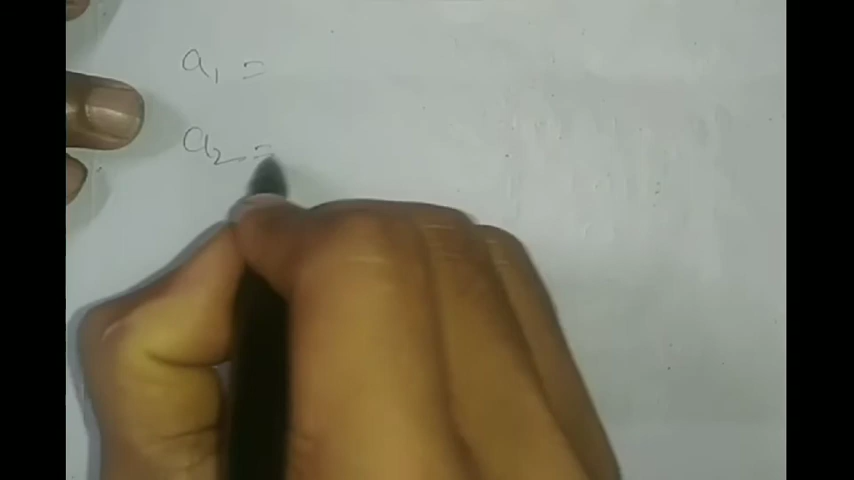 a₁ =
a₂ =